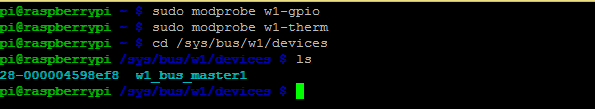 pi@raspberrypi ~ $ sudo modprobe w1-gpio
pi@raspberrypi ~ $ sudo modprobe w1-therm
pi@raspberrypi ~ $ cd /sys/bus/w1/devices
pi@raspberrypi /sys/bus/w1/devices $ ls
28-000004598ef8  w1_bus_master1
pi@raspberrypi /sys/bus/w1/devices $